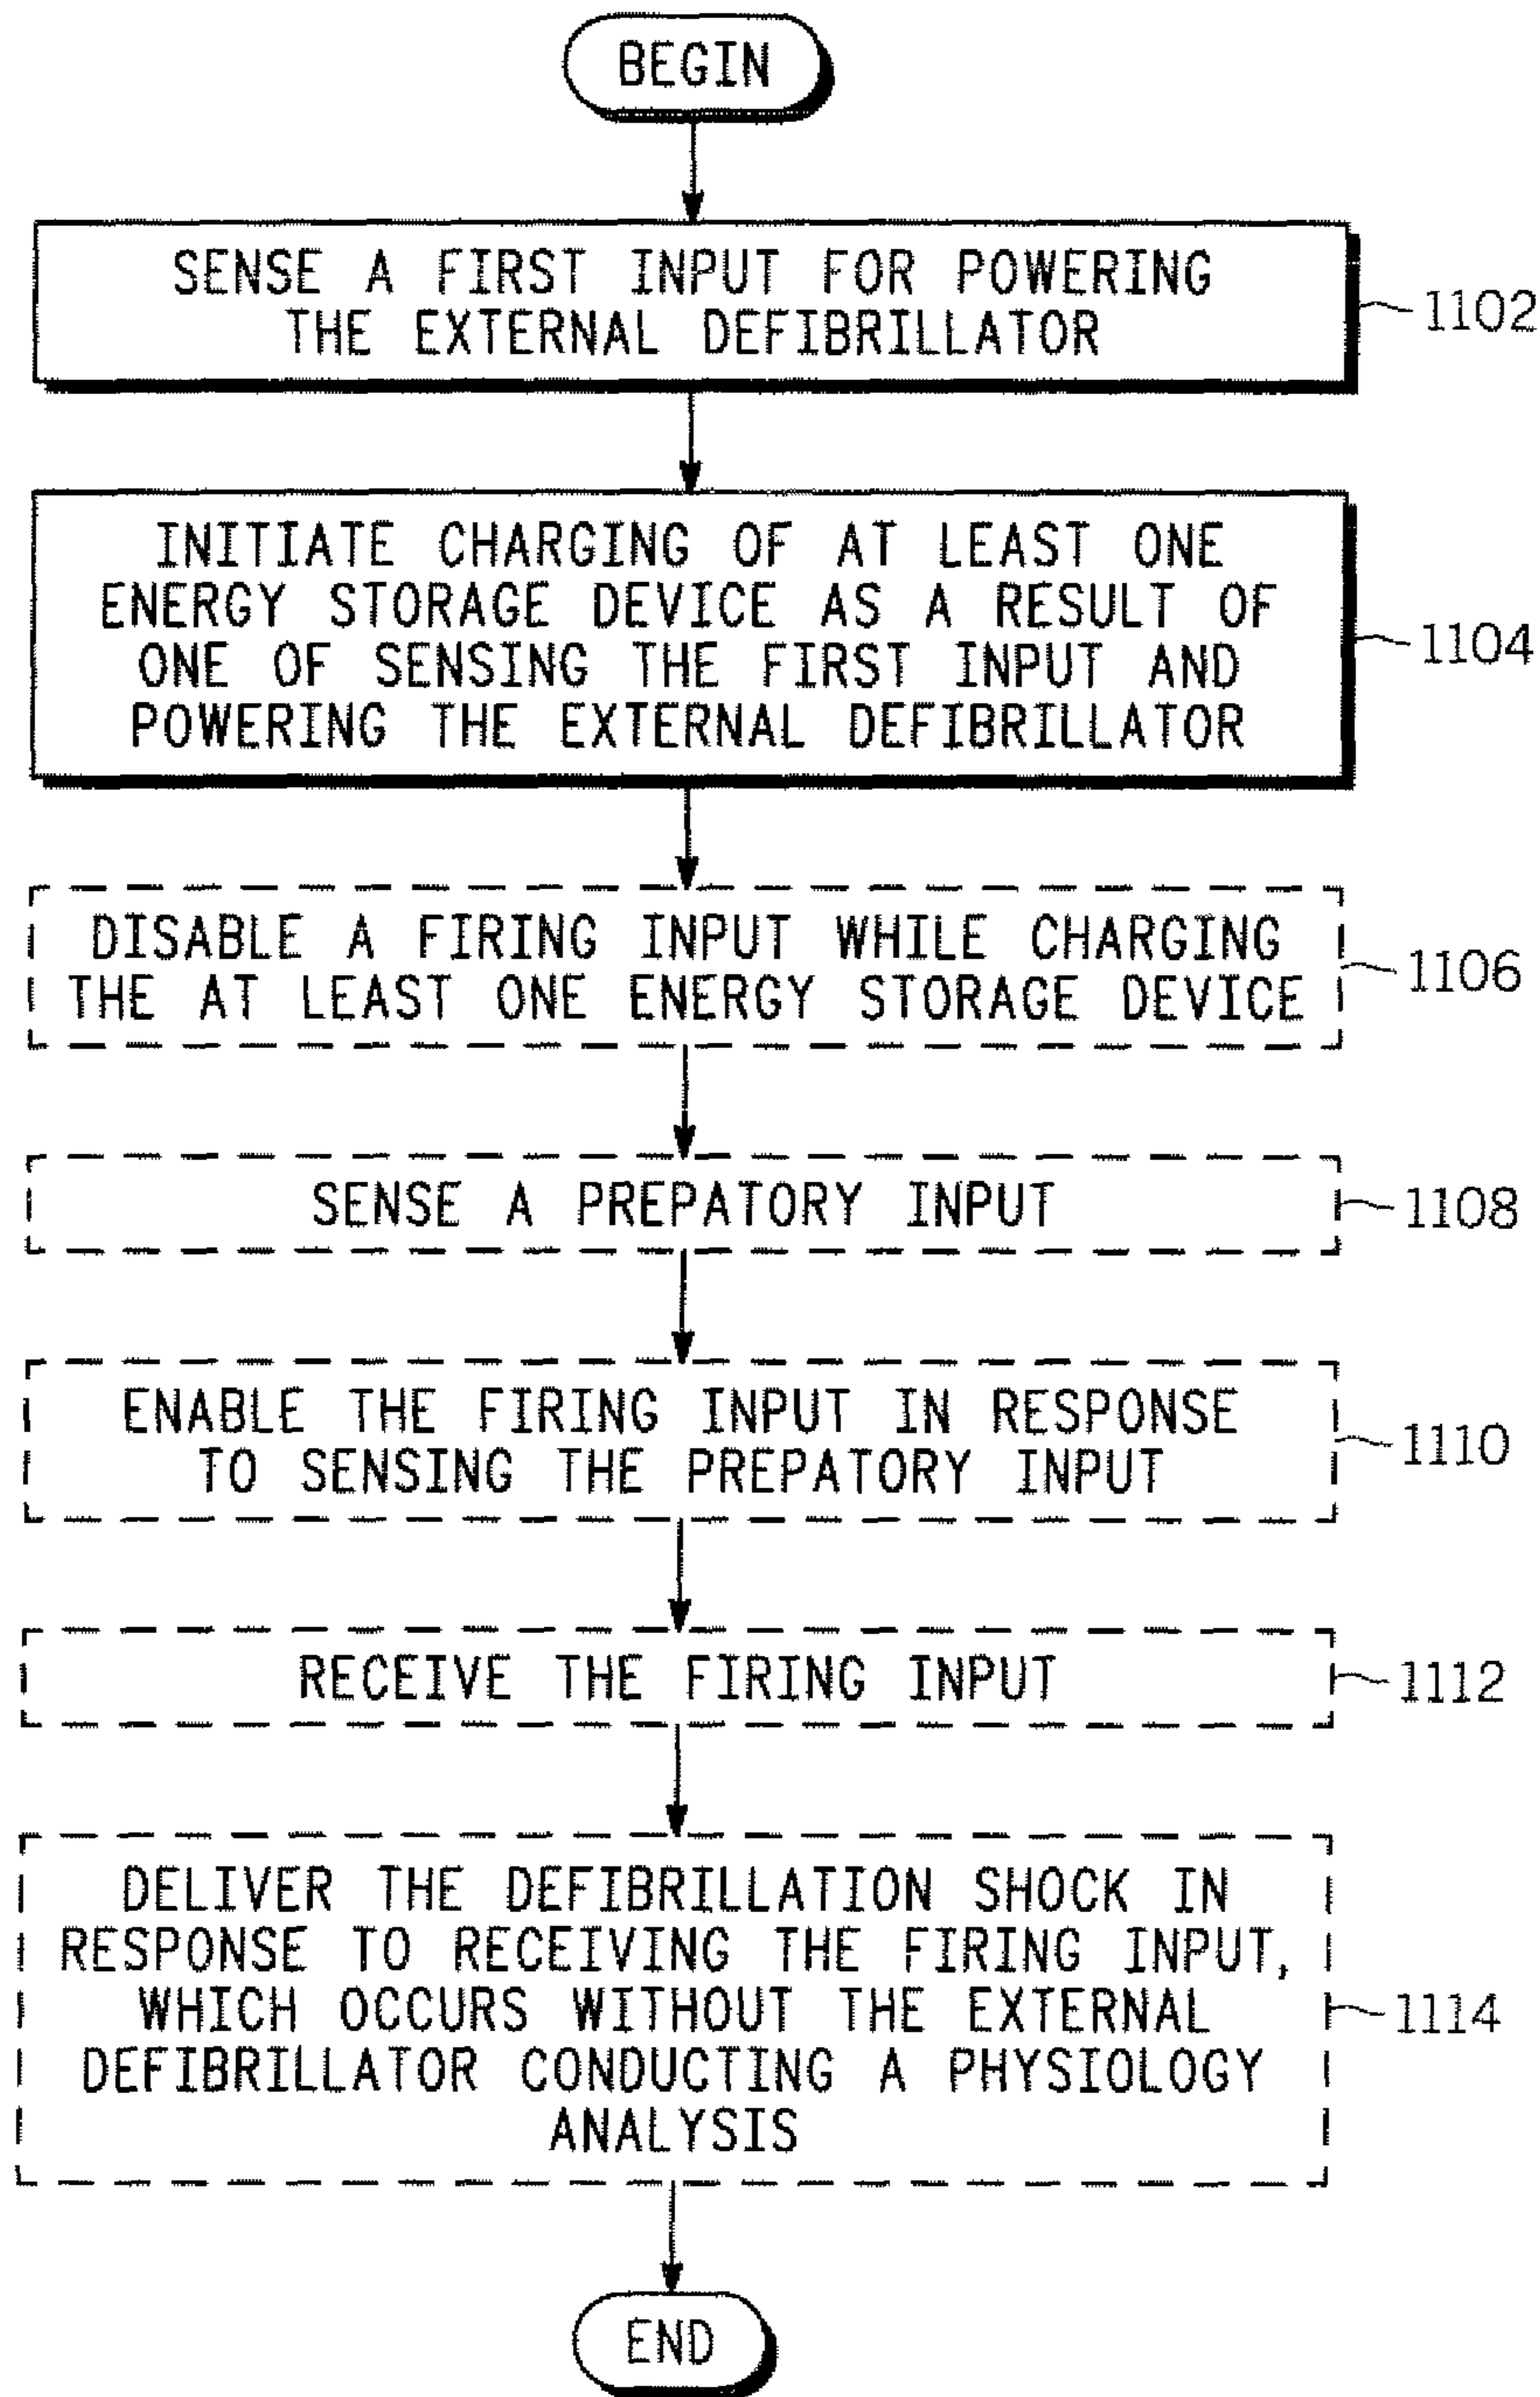 BEGIN
SENSE A FIRST INPUT FOR POWERING
THE EXTERNAL DEFIBRILLATOR
1102
INITIATE CHARGING OF AT LEAST ONE
ENERGY STORAGE DEVICE AS A RESULT OF
ONE OF SENSING THE FIRST INPUT AND
POWERING THE EXTERNAL DEFIBRILLATOR
1104
DISABLE A FIRING INPUT WHILE CHARGING
THE AT LEAST ONE ENERGY STORAGE DEVICE
1106
SENSE A PREPATORY INPUT
1108
ENABLE THE FIRING INPUT IN RESPONSE
TO SENSING THE PREPATORY INPUT
1110
RECEIVE THE FIRING INPUT
1112
DELIVER THE DEFIBRILLATION SHOCK IN
RESPONSE TO RECEIVING THE FIRING INPUT,
WHICH OCCURS WITHOUT THE EXTERNAL
DEFIBRILLATOR CONDUCTING A PHYSIOLOGY
ANALYSIS
1114
END